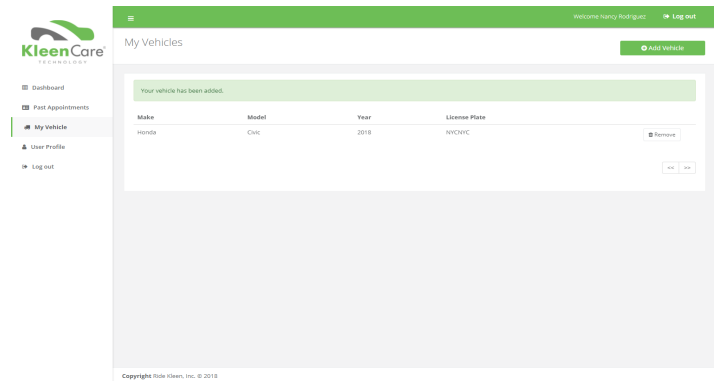 Welcome Nancy Rodriguez Log out
KleenCare®
TECHNOLOGY
My Vehicles
Add Vehicle
Dashboard
Past Appointments
My Vehicle
User Profile
Log out
Your vehicle has been added.
Make Model Year License Plate
Honda Civic 2018 NYCNYC Remove
<< >>
Copyright Ride Kleen, Inc. © 2018